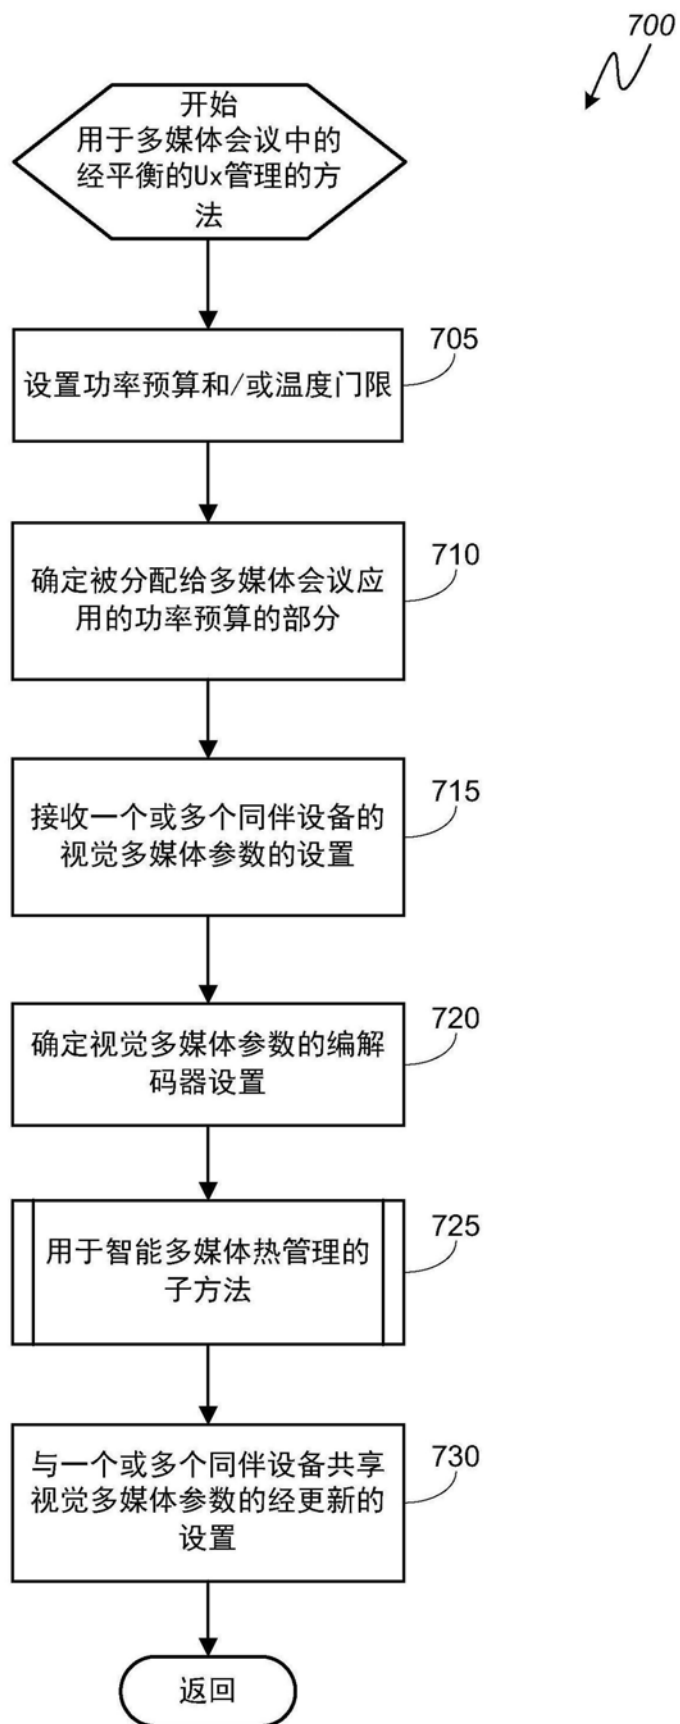 700
开始
用于多媒体会议中的
经平衡的Ux管理的方
法
705
设置功率预算和/或温度门限
710
确定被分配给多媒体会议应
用的功率预算的部分
715
接收一个或多个同伴设备的
视觉多媒体参数的设置
720
确定视觉多媒体参数的编解
码器设置
725
用于智能多媒体热管理的
子方法
730
与一个或多个同伴设备共享
视觉多媒体参数的经更新的
设置
返回